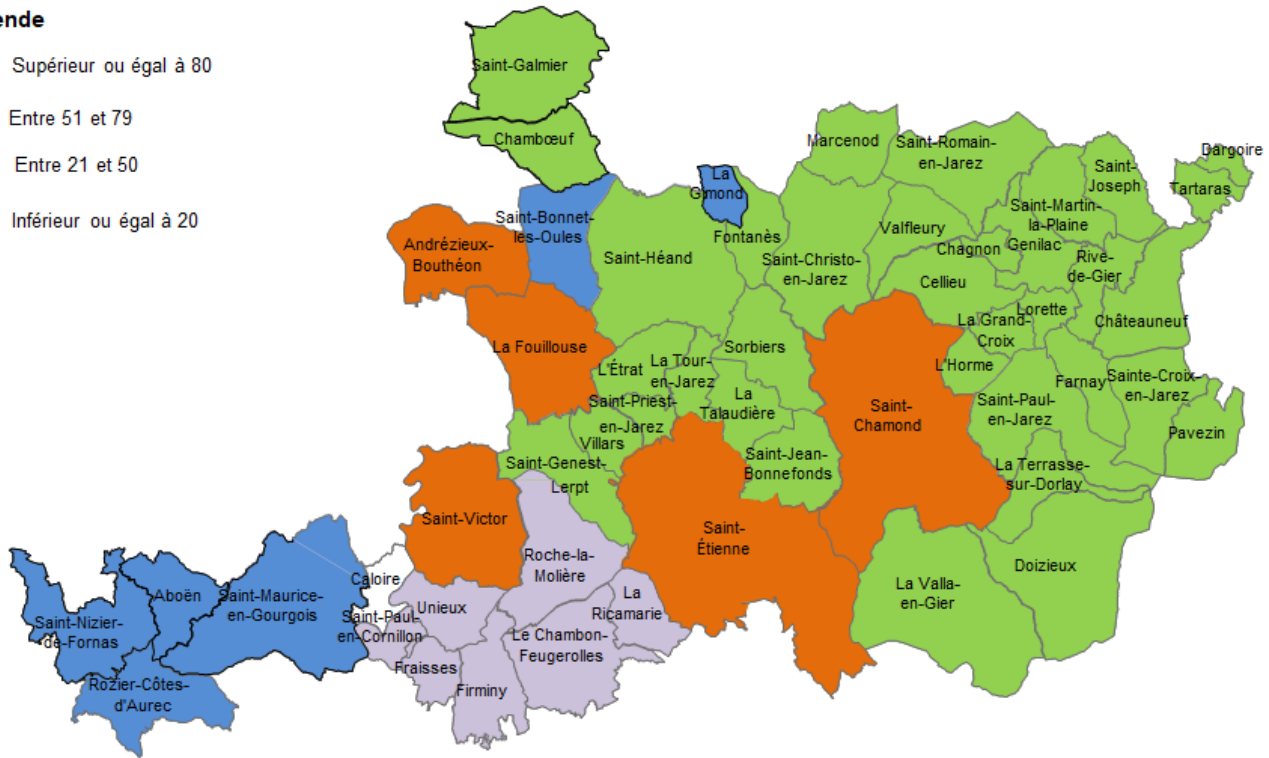 ende
Supérieur ou égal à 80
Entre 51 et 79
Entre 21 et 50
Inférieur ou égal à 20
Saint-Galmier
Chambœuf
Marcenod
Saint-Romain-
en-Jarez
Saint-
Joseph
Dargoire
Tartaras
La
Gimond
Saint-Bonnet-
les-Oules
Andrézieux-
Bouthéon
Saint-Héand
Fontanès
Saint-Christo-
en-Jarez
Valfleury
Saint-Martin-
la-Plaine
Chagnon
Genilac
Rive-
de-Gier
Cellieu
La Grand-
Croix
Lorette
Châteauneuf
La Fouillouse
L'Étrat
La Tour-
en-Jarez
Sorbiers
L'Horme
Farnay
Sainte-Croix-
en-Jarez
Saint-Priest-
en-Jarez
La
Talaudière
Saint-
Chamond
Saint-Paul-
en-Jarez
Pavezin
Villars
Saint-Jean-
Bonnefonds
Saint-Genest-
Lerpt
La Terrasse-
sur-Dorlay
Saint-Victor
Saint-
Étienne
Roche-la-
Molière
Doizieux
La Valla-
en-Gier
Caloire
Aboën
Saint-Maurice-
en-Gourgois
Unieux
La
Ricamarie
Saint-Nizier-
de-Fornas
Saint-Paul-
en-Cornillon
Le Chambon-
Feugerolles
Fraisses
Firminy
Rozier-Côtes-
d'Aurec